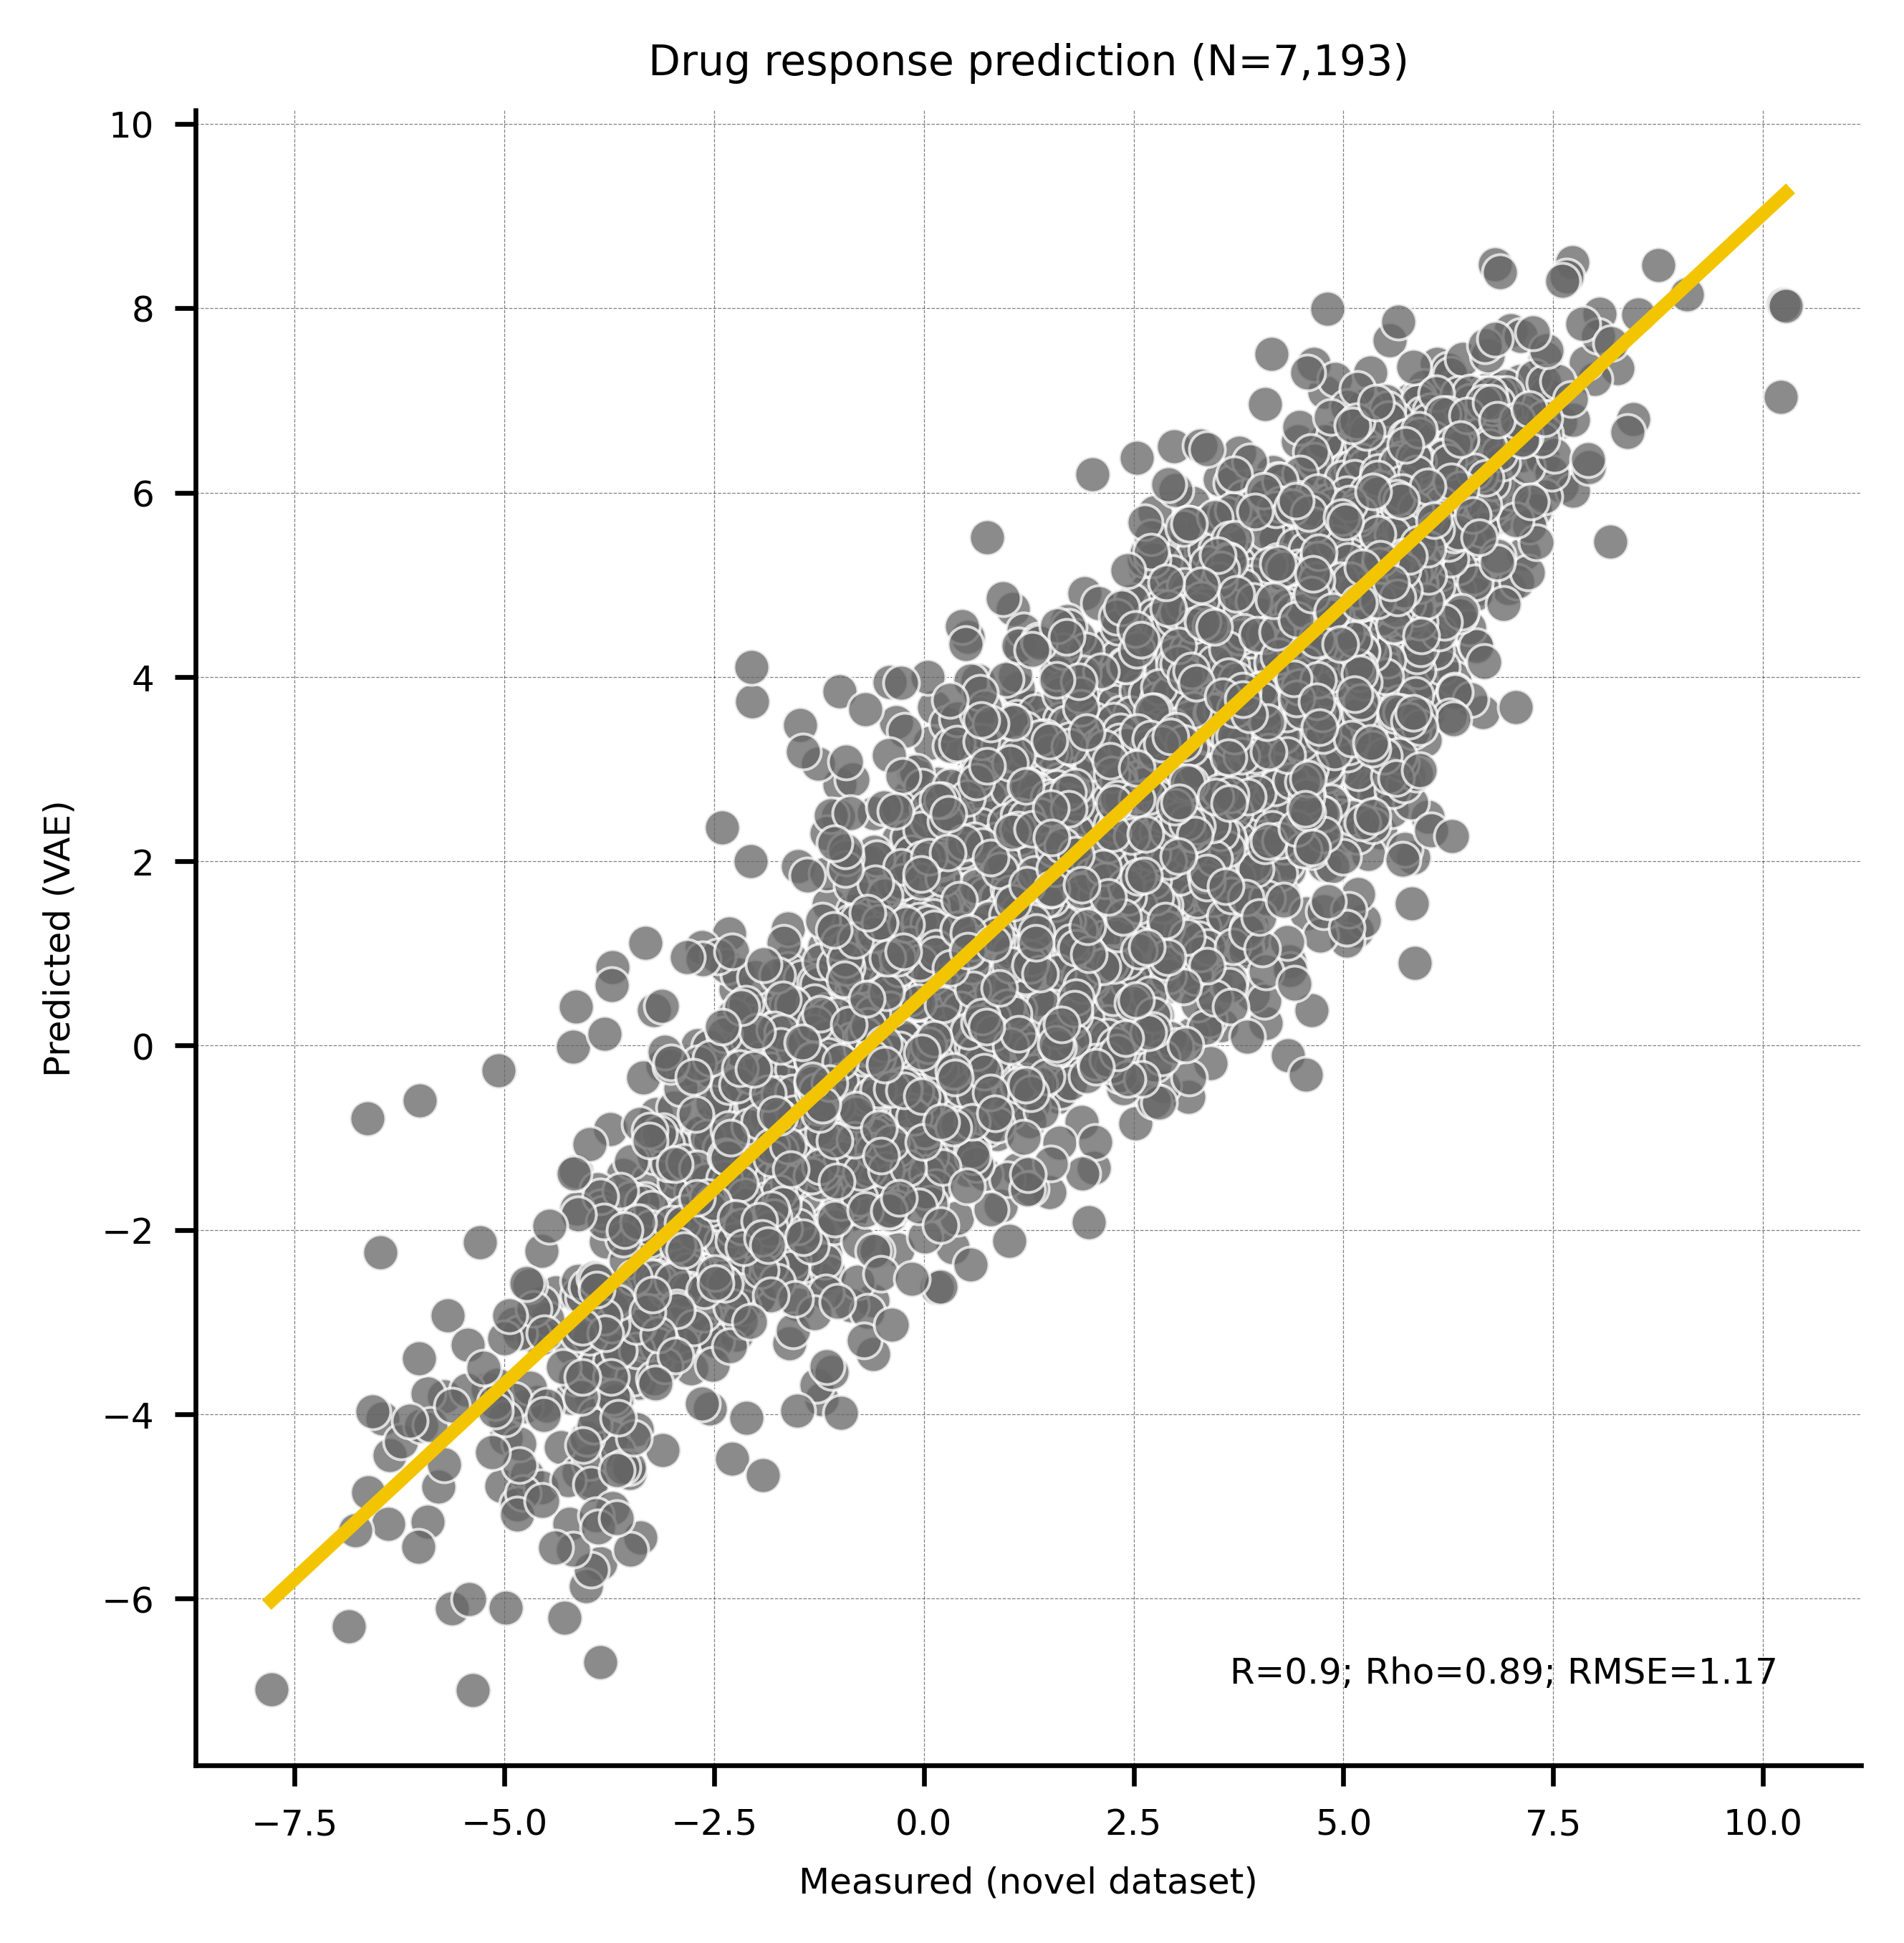 Drug response prediction (N=7,193)
10
8
6
4
2
0
−2
−4
−6
Predicted (VAE)
R=0.9; Rho=0.89; RMSE=1.17
−7.5 −5.0 −2.5 0.0 2.5 5.0 7.5 10.0
Measured (novel dataset)